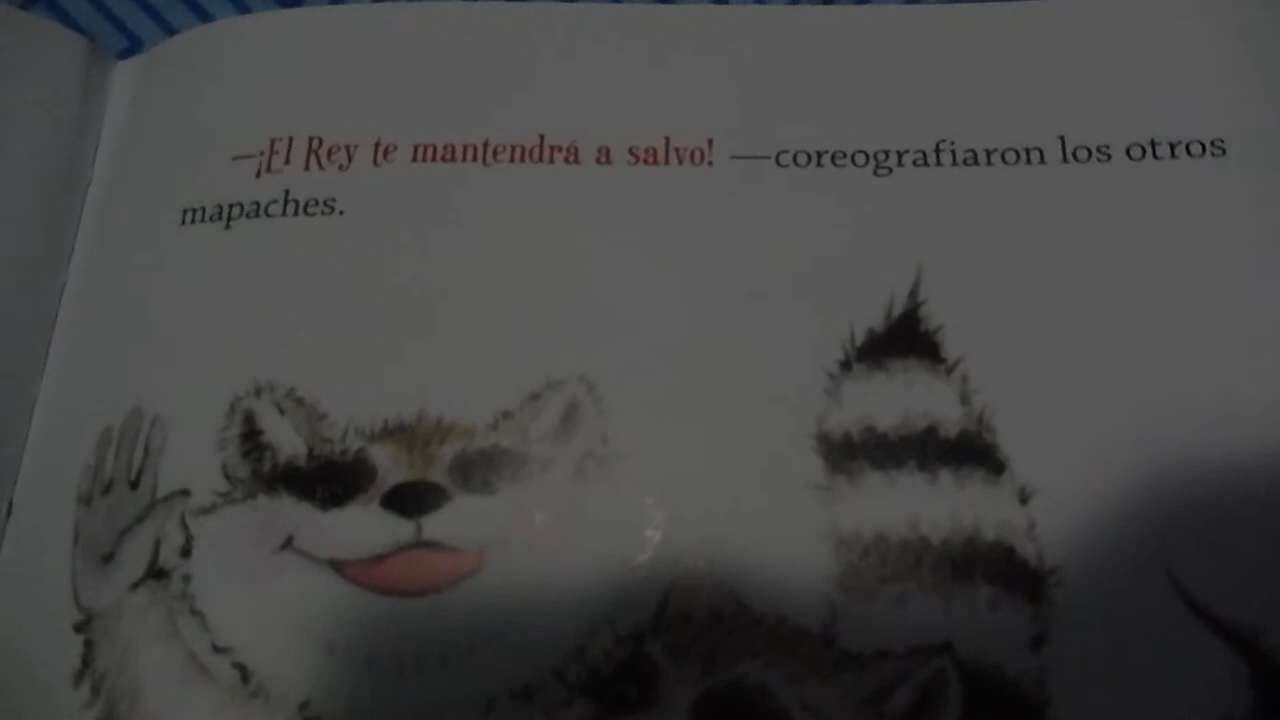 —¡El Rey te mantendrá a salvo! —coreografiaron los otros
mapaches.